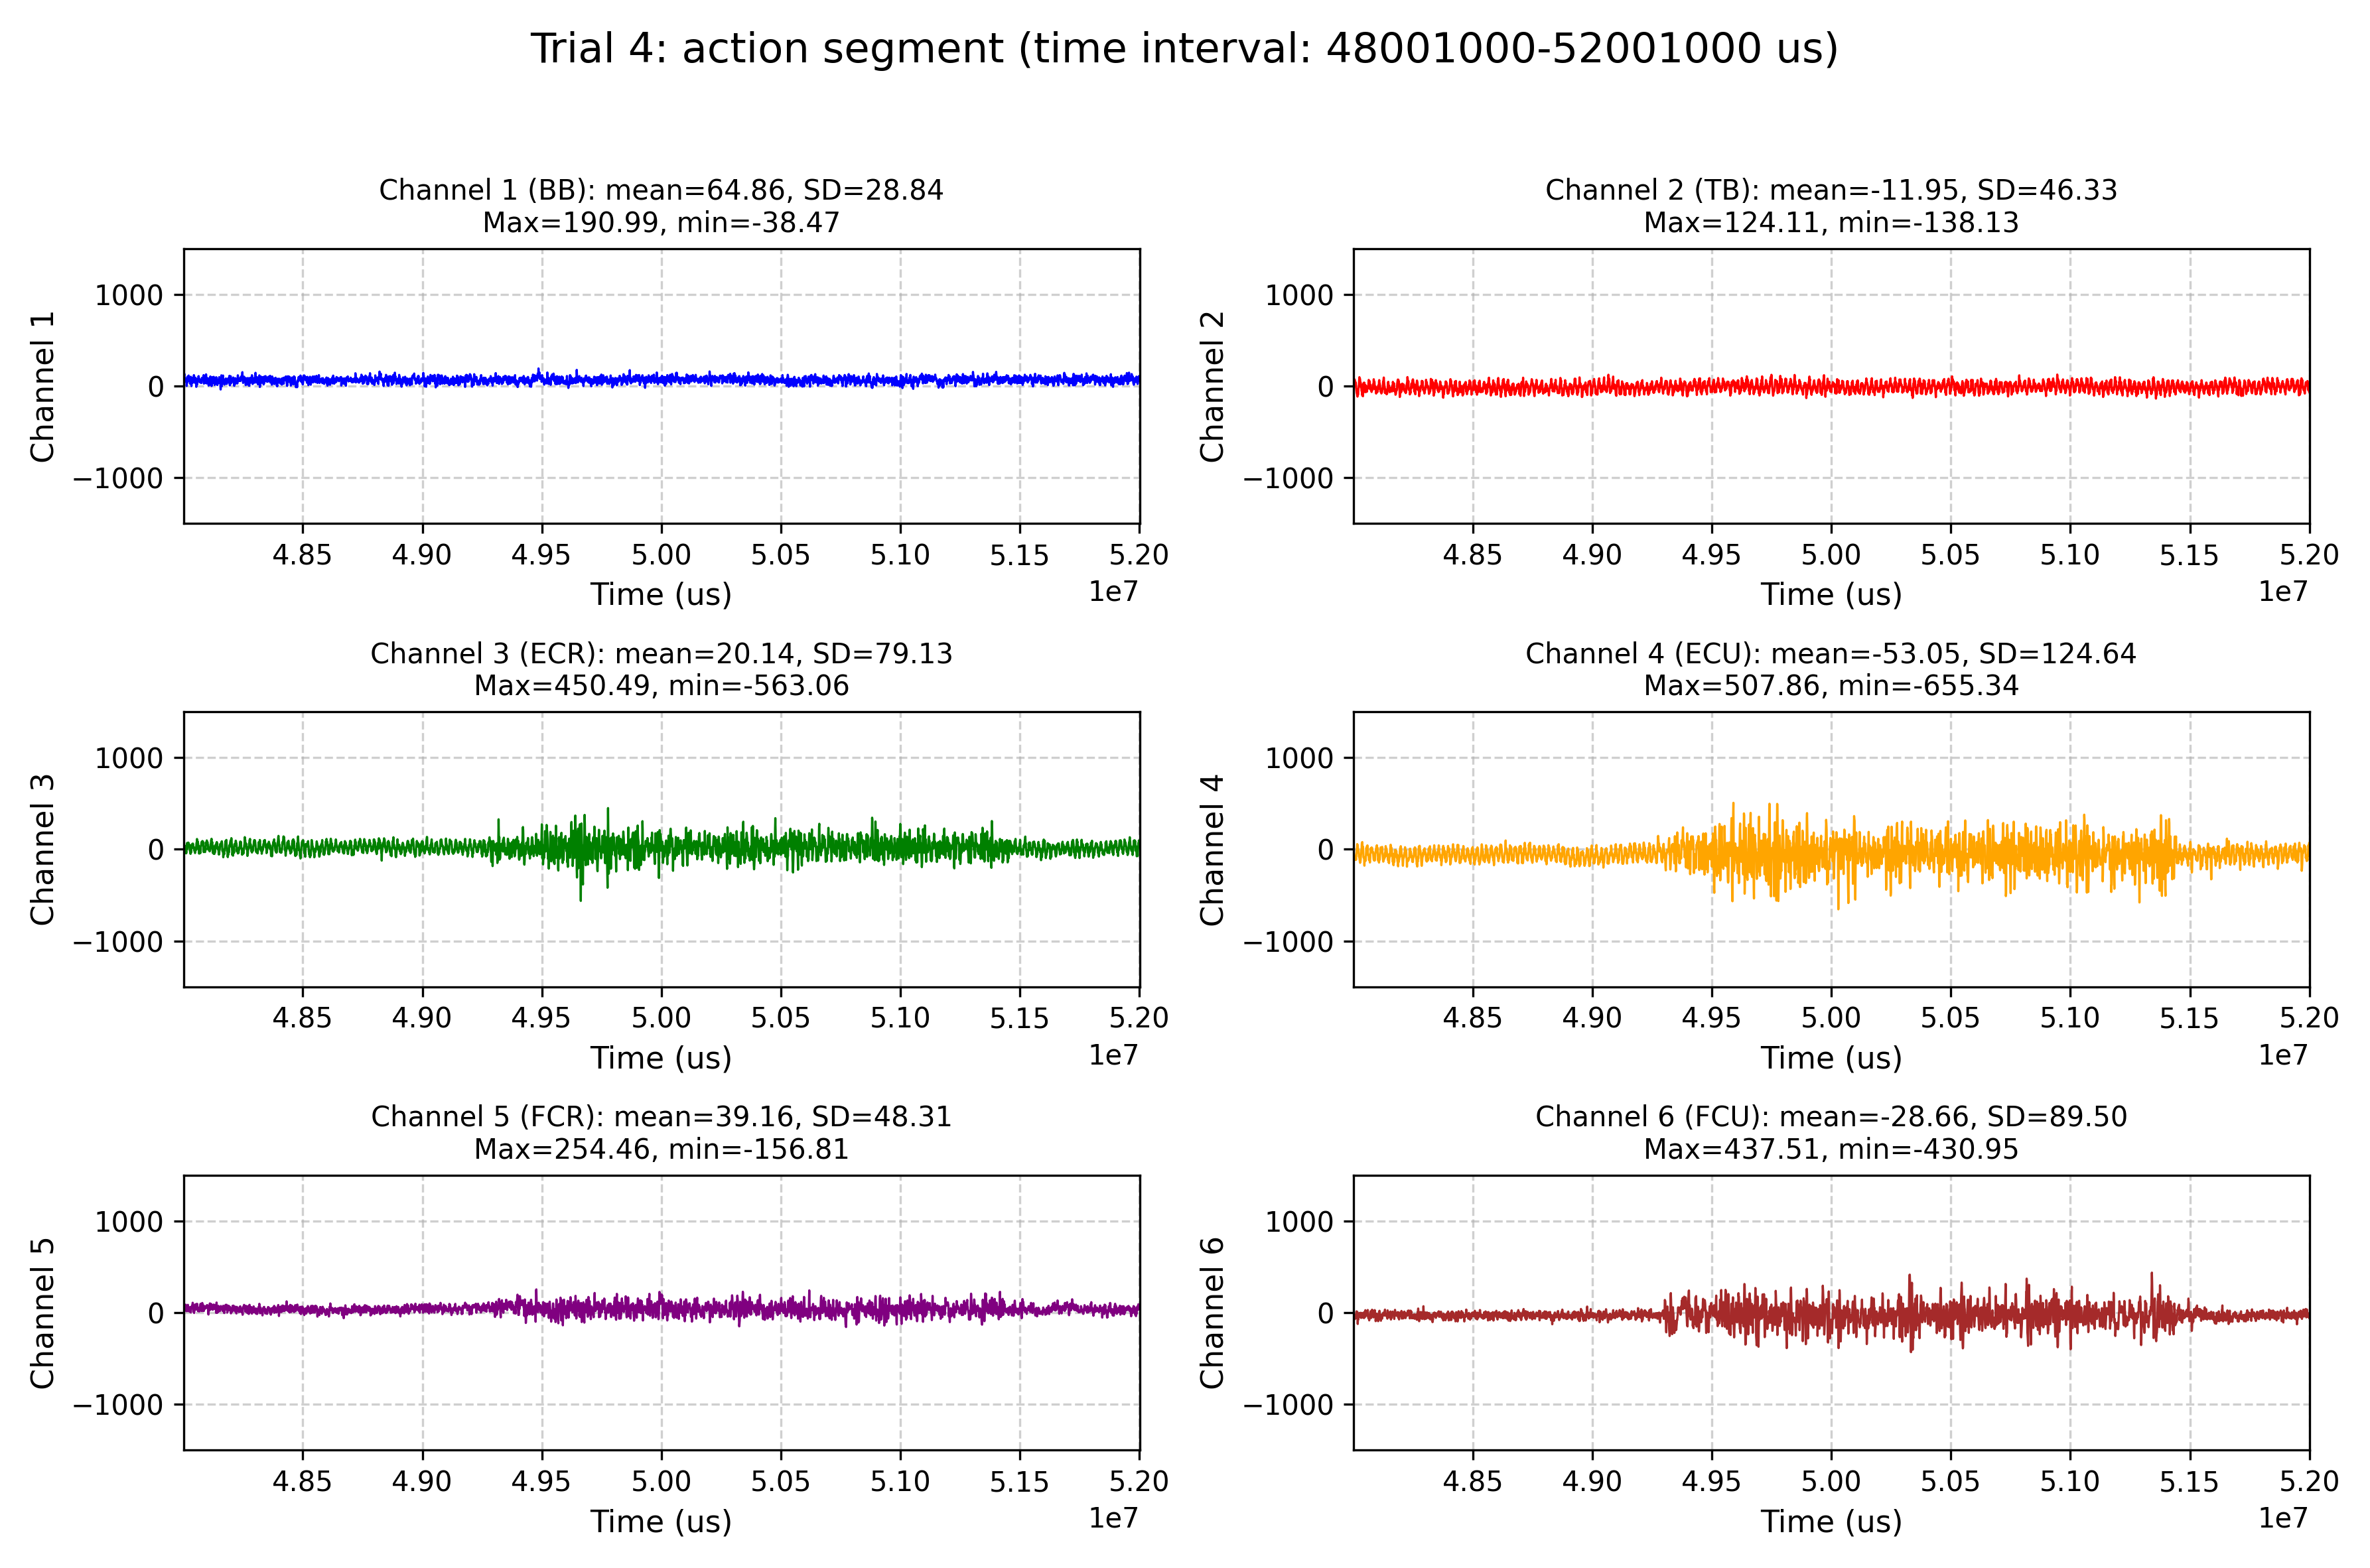 Trial 4: action segment (time interval: 48001000-52001000 us)
Channel 1 (BB): mean=64.86, SD=28.84
Max=190.99, min=-38.47
Channel 1
1000
0
−1000
4.85 4.90 4.95 5.00 5.05 5.10 5.15 5.20
Time (us)
1e7
Channel 2 (TB): mean=-11.95, SD=46.33
Max=124.11, min=-138.13
Channel 2
1000
0
−1000
4.85 4.90 4.95 5.00 5.05 5.10 5.15 5.20
Time (us)
1e7
Channel 3 (ECR): mean=20.14, SD=79.13
Max=450.49, min=-563.06
Channel 3
1000
0
−1000
4.85 4.90 4.95 5.00 5.05 5.10 5.15 5.20
Time (us)
1e7
Channel 4 (ECU): mean=-53.05, SD=124.64
Max=507.86, min=-655.34
Channel 4
1000
0
−1000
4.85 4.90 4.95 5.00 5.05 5.10 5.15 5.20
Time (us)
1e7
Channel 5 (FCR): mean=39.16, SD=48.31
Max=254.46, min=-156.81
Channel 5
1000
0
−1000
4.85 4.90 4.95 5.00 5.05 5.10 5.15 5.20
Time (us)
1e7
Channel 6 (FCU): mean=-28.66, SD=89.50
Max=437.51, min=-430.95
Channel 6
1000
0
−1000
4.85 4.90 4.95 5.00 5.05 5.10 5.15 5.20
Time (us)
1e7